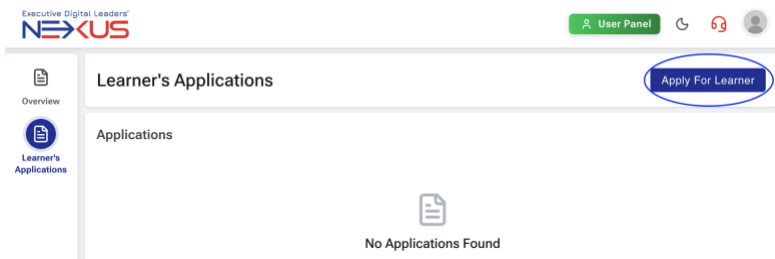 Executive Digital Leaders'
NEXUS
User Panel
Overview
Learner's
Applications
Learner's Applications
Apply For Learner
Applications
No Applications Found